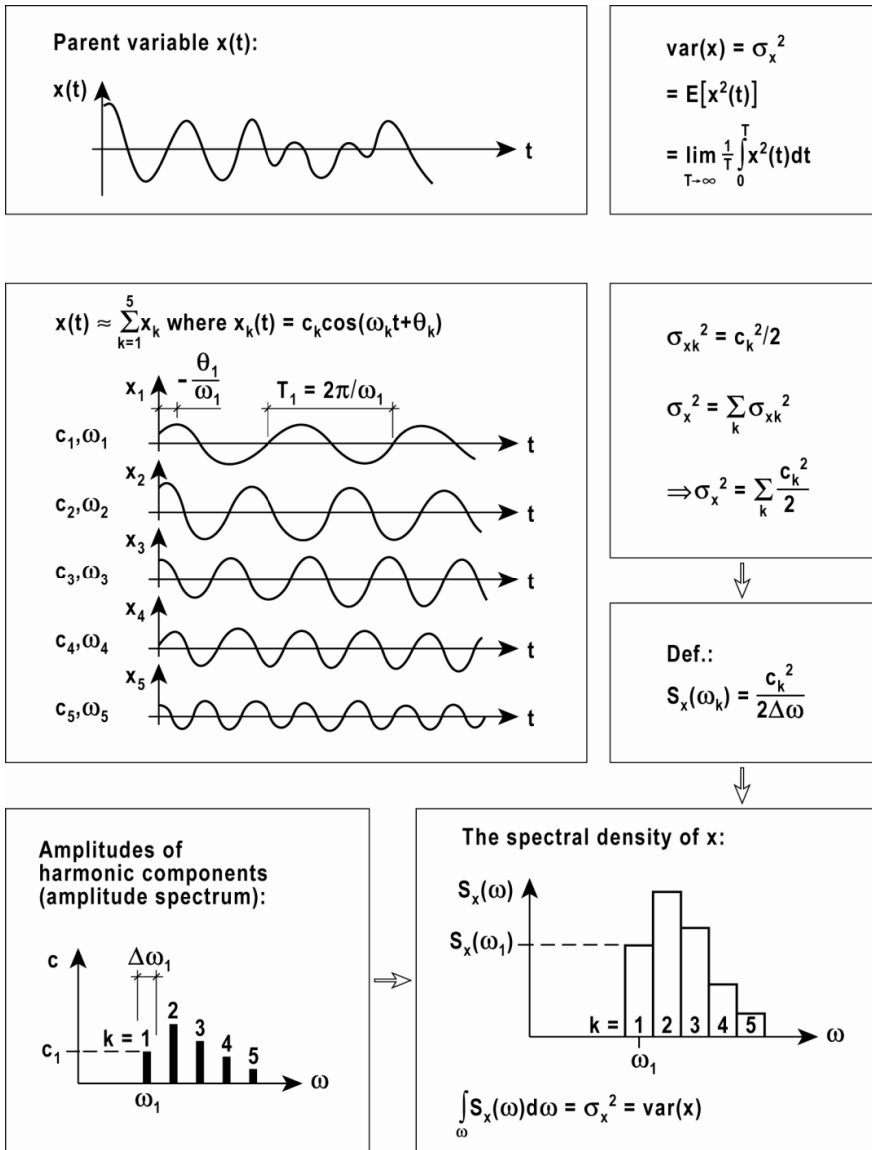 Parent variable x(t):
x(t)
t
var(x) = σₓ²
= E[x²(t)]
= lim T→∞ 1/T ∫₀ᵀ x²(t)dt
x(t) ≈ ∑ₖ₌₁⁵ xₖ where xₖ(t) = cₖcos(ωₖt+θₖ)
x₁
-θ₁/ω₁
T₁ = 2π/ω₁
c₁,ω₁
t
x₂
c₂,ω₂
t
x₃
c₃,ω₃
t
x₄
c₄,ω₄
t
x₅
c₅,ω₅
t
σₓₖ² = cₖ²/2
σₓ² = ∑ₖ σₓₖ²
⇒σₓ² = ∑ₖ cₖ²/2
Def.:
Sₓ(ωₖ) = cₖ²/2Δω
Amplitudes of
harmonic components
(amplitude spectrum):
c
Δω₁
k = 1
2
3
4
5
c₁
ω₁
ω
The spectral density of x:
Sₓ(ω)
Sₓ(ω₁)
k = 1 2 3 4 5
ω
ω₁
∫ω Sₓ(ω)dω = σₓ² = var(x)